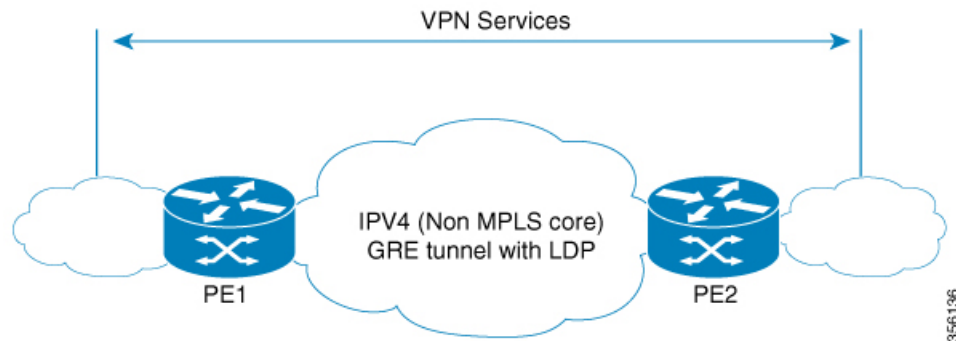 VPN Services
IPV4 (Non MPLS core)
GRE tunnel with LDP
PE1
PE2
356136